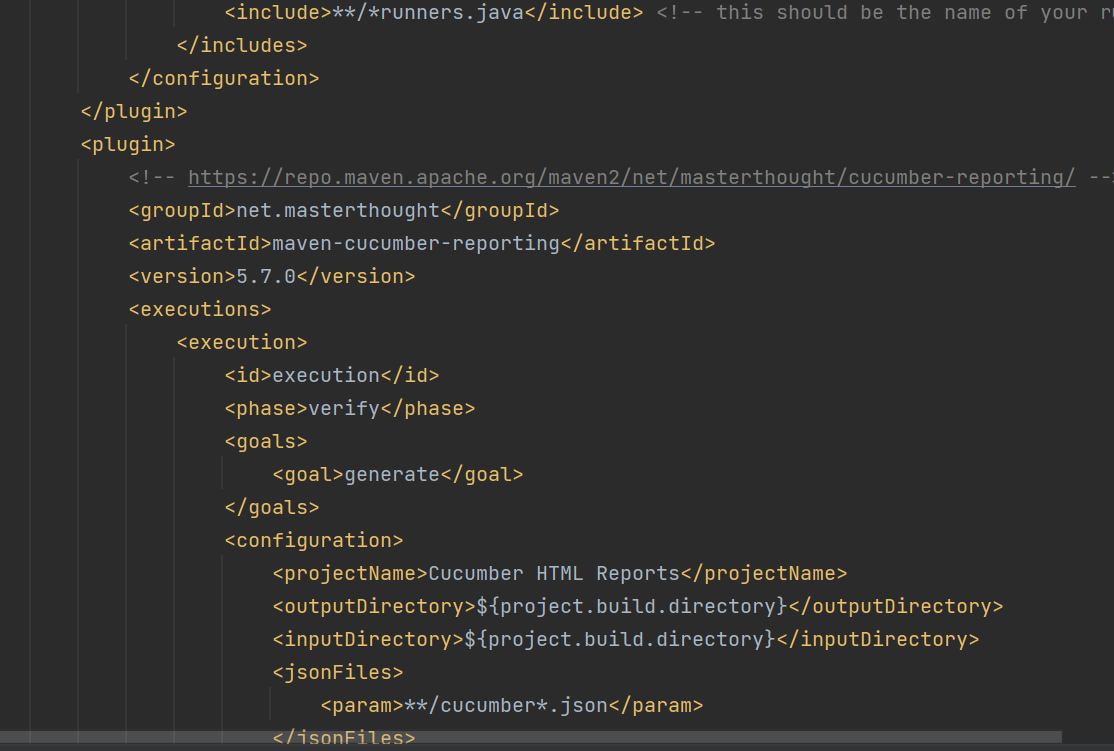 <include>**/*runners.java</include> <!-- this should be the name of your
</includes>
</configuration>
</plugin>
<plugin>
<!-- https://repo.maven.apache.org/maven2/net/masterthought/cucumber-reporting/ -->
<groupId>net.masterthought</groupId>
<artifactId>maven-cucumber-reporting</artifactId>
<version>5.7.0</version>
<executions>
<execution>
<id>execution</id>
<phase>verify</phase>
<goals>
<goal>generate</goal>
</goals>
<configuration>
<projectName>Cucumber HTML Reports</projectName>
<outputDirectory>${project.build.directory}</outputDirectory>
<inputDirectory>${project.build.directory}</inputDirectory>
<jsonFiles>
<param>**/cucumber*.json</param>
</jsonFiles>